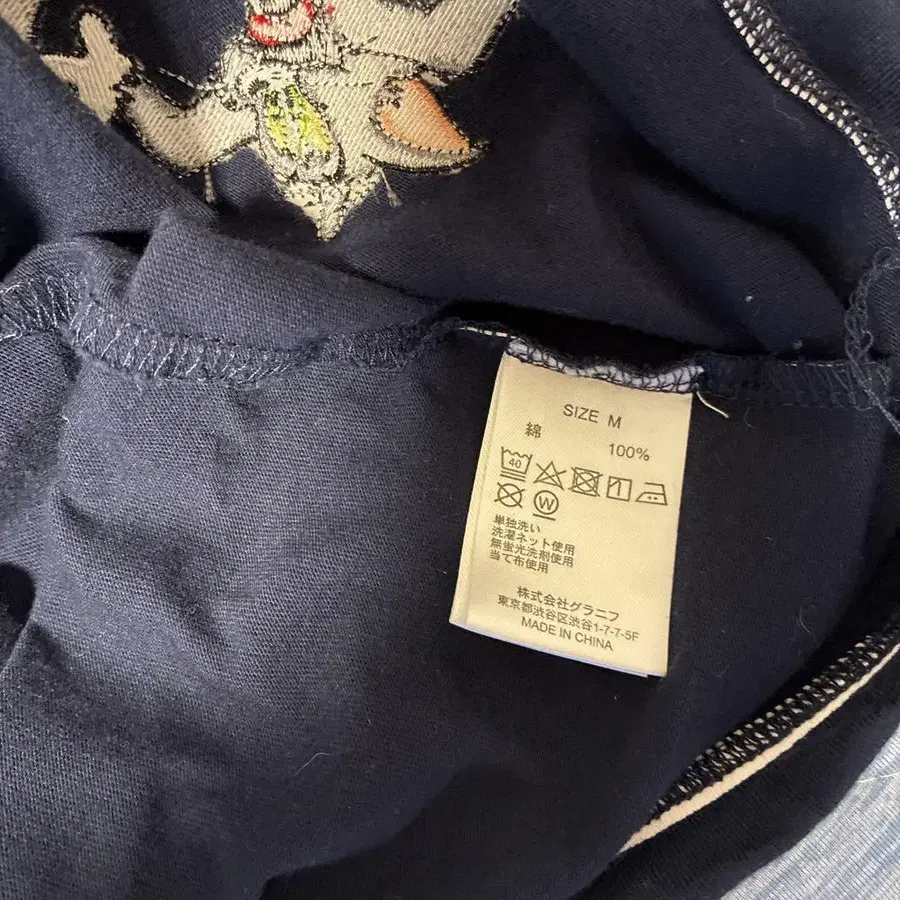 SIZE M
綿 100%
40
W
単独洗い
洗濯ネット使用
無蛍光洗剤使用
当て布使用
株式会社グラニフ
東京都渋谷区渋谷1-7-7-5F
MADE IN CHINA